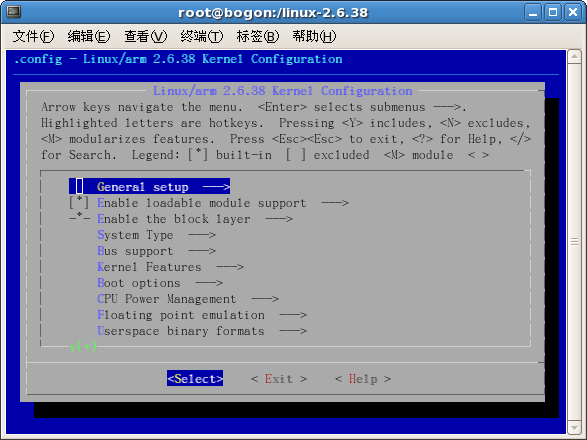 root@bogon:/linux-2.6.38
文件(F) 编辑(E) 查看(V) 终端(T) 标签(B) 帮助(H)
.config - Linux/arm 2.6.38 Kernel Configuration
Linux/arm 2.6.38 Kernel Configuration
Arrow keys navigate the menu. <Enter> selects submenus --->.
Highlighted letters are hotkeys. Pressing <Y> includes, <N> excludes,
<M> modularizes features. Press <Esc><Esc> to exit, <?> for Help, </>
for Search. Legend: [*] built-in [ ] excluded <M> module < >
General setup --->
[*] Enable loadable module support --->
-*- Enable the block layer --->
System Type --->
Bus support --->
Kernel Features --->
Boot options --->
CPU Power Management --->
Floating point emulation --->
Userspace binary formats --->
↓(+)
<Select> < Exit > < Help >